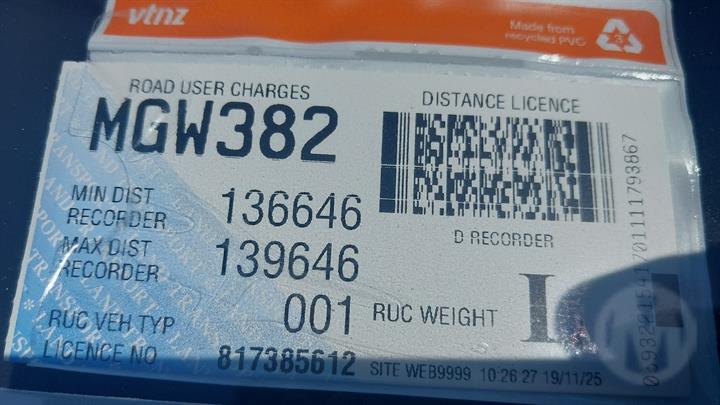 vtnz
Made from
recycled PVC
3
ROAD USER CHARGES
MGW382
DISTANCE LICENCE
MIN DIST
RECORDER 136646
MAX DIST
RECORDER 139646
D RECORDER
RUC VEH TYP 001
RUC WEIGHT I
LICENCE NO 817385612
SITE WEB9999 10:26:27 19/11/25